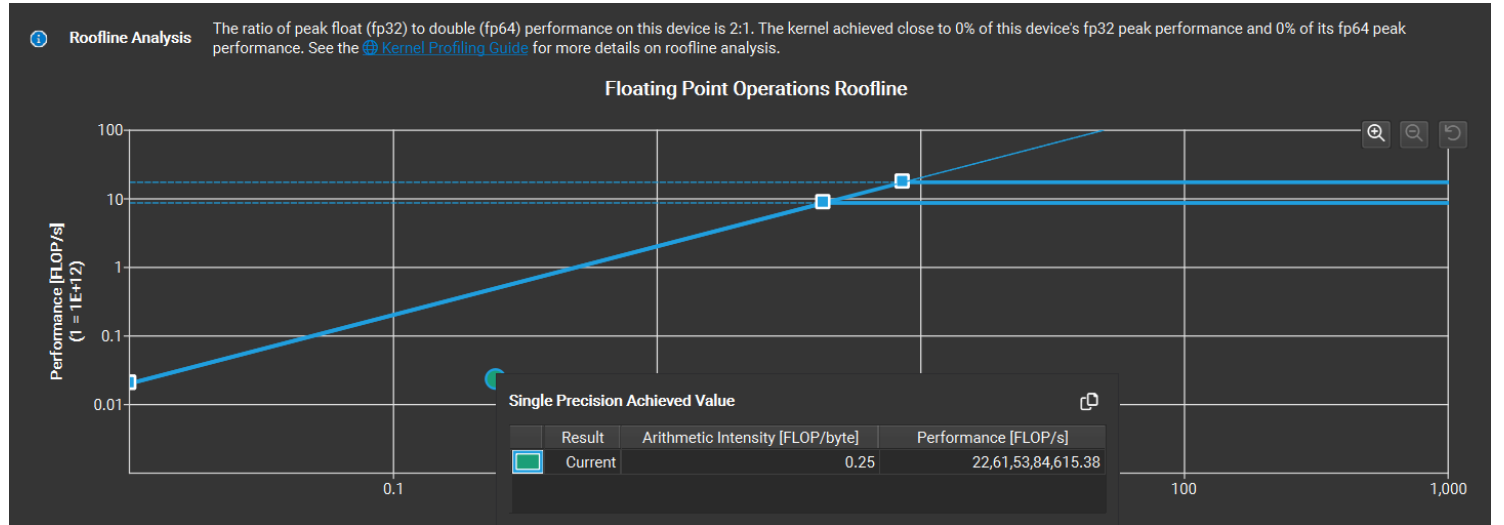 Roofline Analysis
The ratio of peak float (fp32) to double (fp64) performance on this device is 2:1. The kernel achieved close to 0% of this device's fp32 peak performance and 0% of its fp64 peak
performance. See the Kernel Profiling Guide for more details on roofline analysis.
Floating Point Operations Roofline
Performance [FLOP/s]
(1 = 1E+12)
100
10
1
0.1
0.01
Single Precision Achieved Value
Result Arithmetic Intensity [FLOP/byte] Performance [FLOP/s]
Current 0.25 22,61,53,84,615.38
0.1 100 1,000